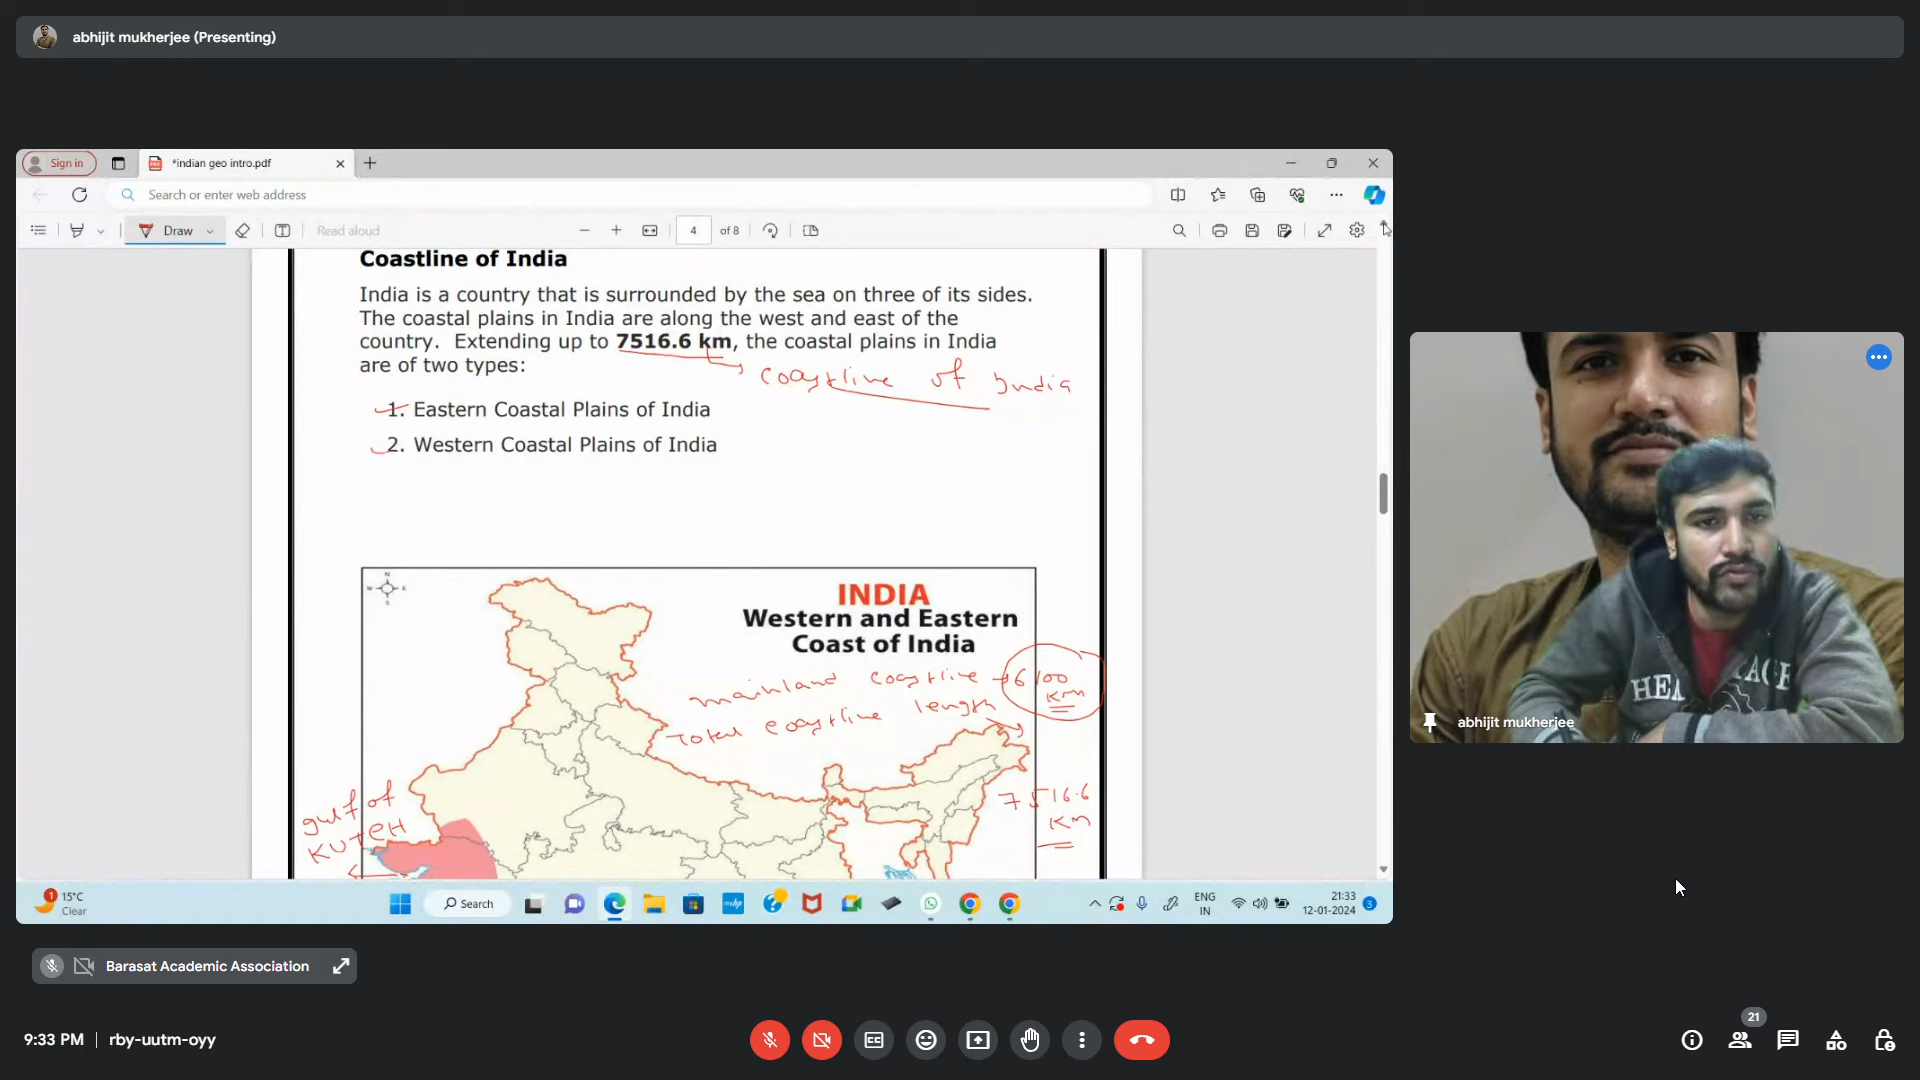 abhijit mukherjee (Presenting)
Sign in
*indian geo intro.pdf
Search or enter web address
Draw
Read aloud
4 of 8
Coastline of India
India is a country that is surrounded by the sea on three of its sides.
The coastal plains in India are along the west and east of the
country. Extending up to 7516.6 km, the coastal plains in India
are of two types:
coastline of India
1. Eastern Coastal Plains of India
2. Western Coastal Plains of India
N
W E
S
INDIA
Western and Eastern
Coast of India
mainland coastline → 6100
km
Total coastline length
7516.6
km
gulf of
KUTCH
HE TAGE
abhijit mukherjee
1
15°C
Clear
Search
ENG
IN
21:33
12-01-2024
3
Barasat Academic Association
9:33 PM | rby-uutm-oyy
21